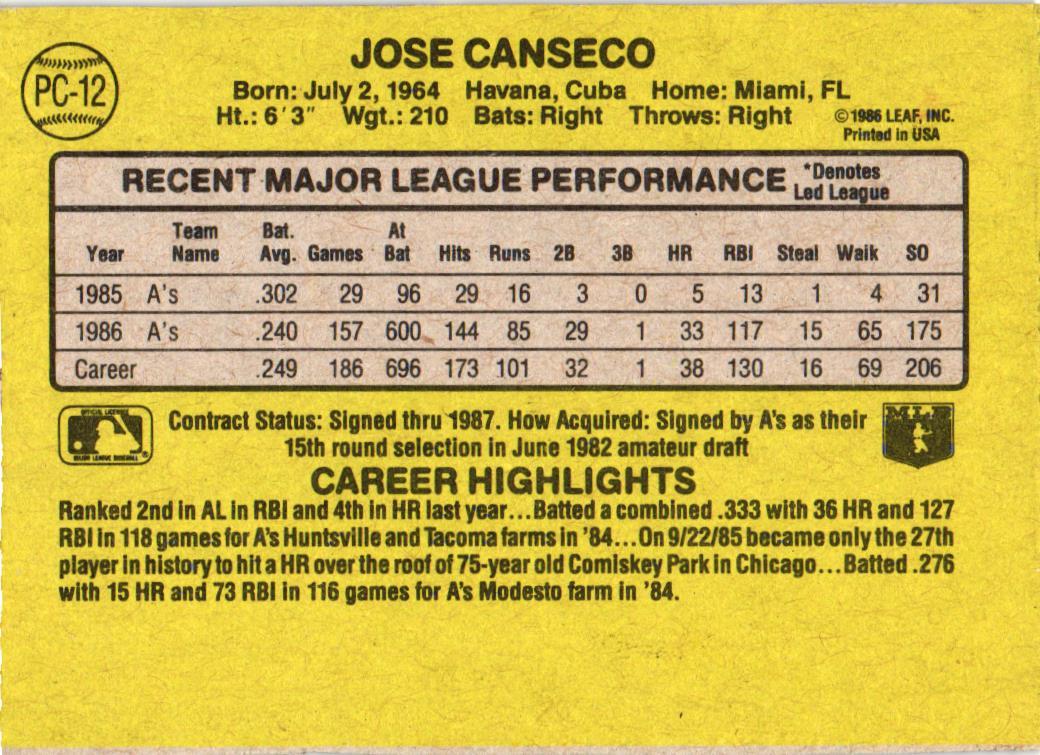 PC-12
JOSE CANSECO
Born: July 2, 1964 Havana, Cuba Home: Miami, FL
Ht.: 6'3" Wgt.: 210 Bats: Right Throws: Right
©1986 LEAF, INC.
Printed in USA
RECENT MAJOR LEAGUE PERFORMANCE *Denotes
Led League
Year Team Name Bat. Avg. Games At Bat Hits Runs 2B 3B HR RBI Steal Walk SO
1985 A's .302 29 96 29 16 3 0 5 13 1 4 31
1986 A's .240 157 600 144 85 29 1 33 117 15 65 175
Career .249 186 696 173 101 32 1 38 130 16 69 206
OFFICIAL LICENSEE
MAJOR LEAGUE BASEBALL
®
Contract Status: Signed thru 1987. How Acquired: Signed by A's as their
15th round selection in June 1982 amateur draft
MLB
CAREER HIGHLIGHTS
Ranked 2nd in AL in RBI and 4th in HR last year...Batted a combined .333 with 36 HR and 127
RBI in 118 games for A's Huntsville and Tacoma farms in '84...On 9/22/85 became only the 27th
player in history to hit a HR over the roof of 75-year old Comiskey Park in Chicago...Batted .276
with 15 HR and 73 RBI in 116 games for A's Modesto farm in '84.